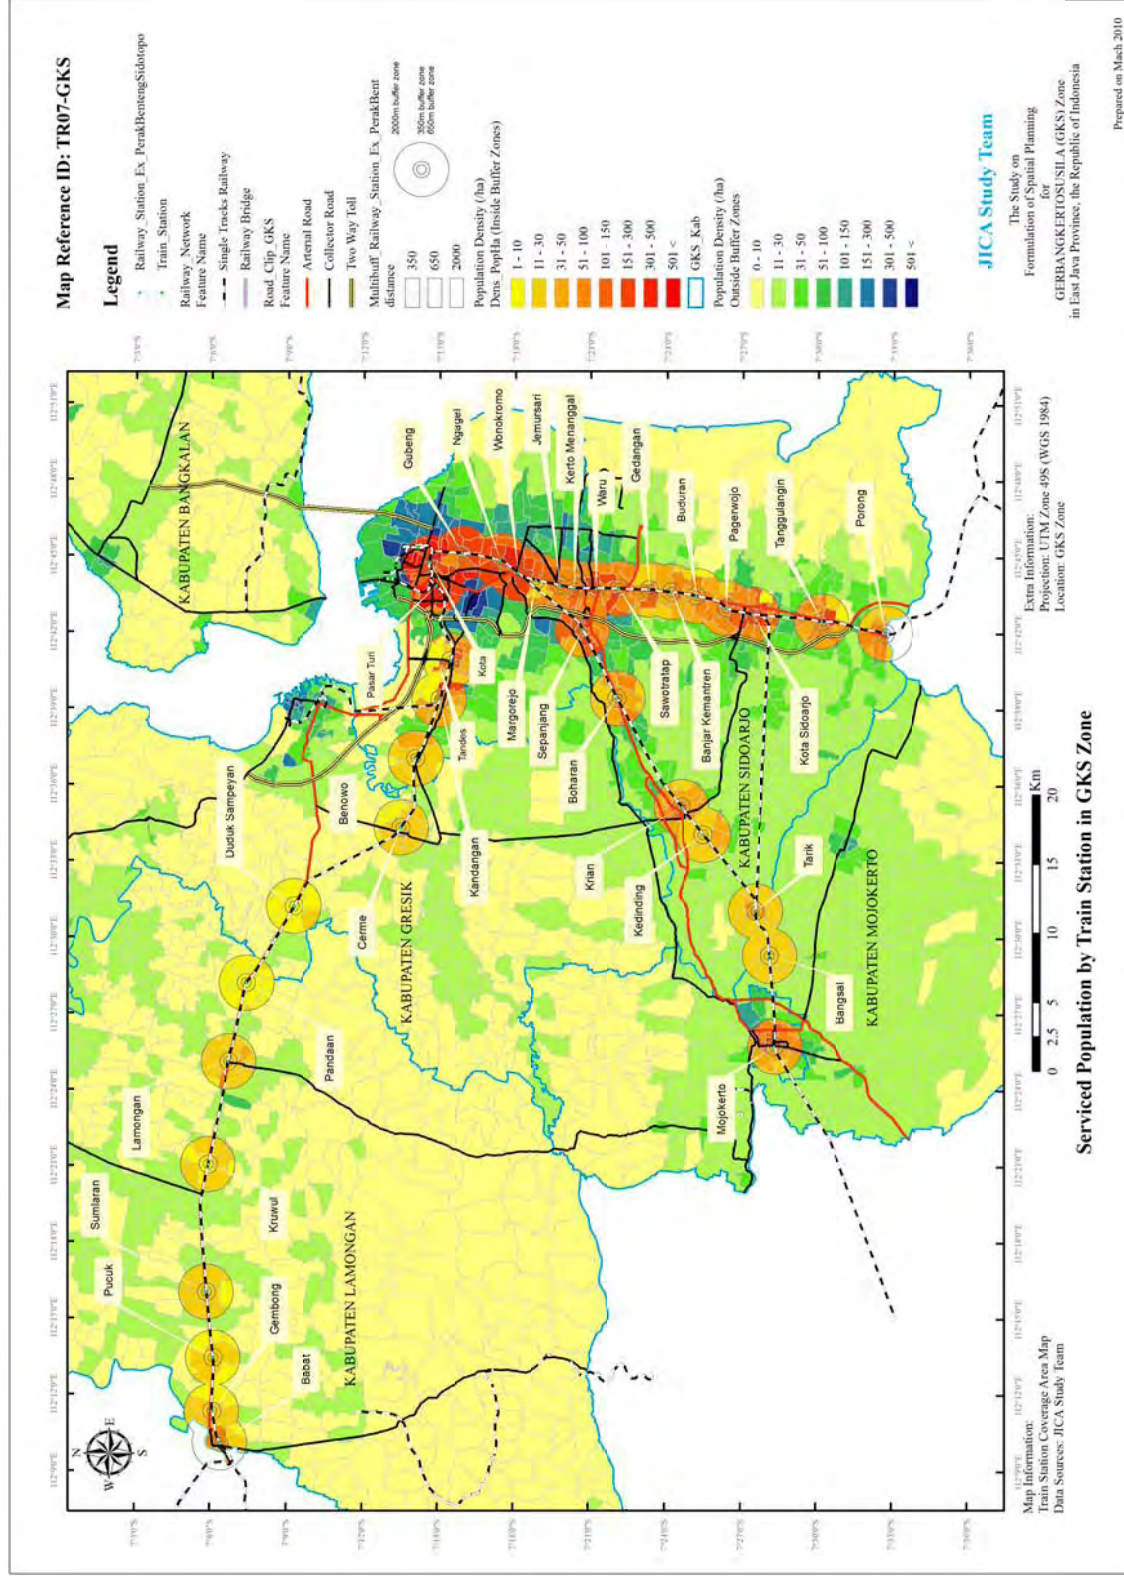 Map Reference ID: TR07-GKS
Legend
Railway_Station_Ex_PerakBentengSidotopo
Train_Station
Railway_Network
Feature Name
Single Tracks Railway
Railway Bridge
Road_Clip_GKS
Feature Name
Arterial Road
Collector Road
Two Way Toll
Multibuff_Railway_Station_Ex_PerakBent
distance
350
650
2000
2000m buffer zone
350m buffer zone
650m buffer zone
Population Density (/ha)
Dens_PopHa (Inside Buffer Zones)
1 - 10
11 - 30
31 - 50
51 - 100
101 - 150
151 - 300
301 - 500
501 <
GKS_Kab
Population Density (/ha)
Outside Buffer Zones
0 - 10
11 - 30
31 - 50
51 - 100
101 - 150
151 - 300
301 - 500
501 <
JICA Study Team
The Study on
Formulation of Spatial Planning
for
GERBANGKERTOSUSILA (GKS) Zone
in East Java Province, the Republic of Indonesia
Prepared on Mach 2010
N
W
E
S
KABUPATEN BANGKALAN
KABUPATEN GRESIK
KABUPATEN LAMONGAN
KABUPATEN SIDOARJO
KABUPATEN MOJOKERTO
Pucuk
Sumlaran
Lamongan
Duduk Sampeyan
Benowo
Pasar Turi
Gubeng
Ngagel
Wonokromo
Jemursari
Kerto Menanggal
Waru
Gedangan
Buduran
Pagerwojo
Tanggulangin
Porong
Babat
Gembong
Kruwul
Pandaan
Cerme
Kandangan
Tandes
Kota
Margorejo
Sepanjang
Boharan
Sawotratap
Banjar Kemantren
Kota Sidoarjo
Krian
Kedinding
Tarik
Bangsal
Mojokerto
Map Information:
Train Station Coverage Area Map
Data Sources: JICA Study Team
0 2.5 5 10 15 20
Km
Extra Information:
Projection: UTM Zone 49S (WGS 1984)
Location: GKS Zone
Serviced Population by Train Station in GKS Zone